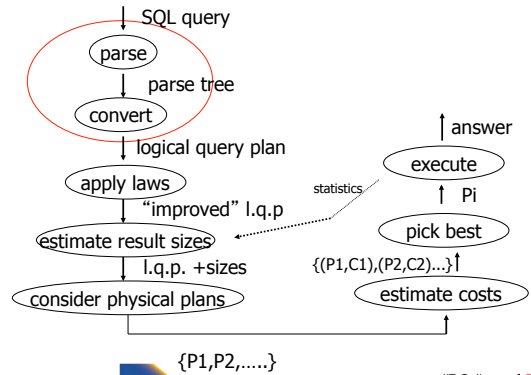 SQL query
parse
parse tree
convert
logical query plan
apply laws
"improved" l.q.p
estimate result sizes
l.q.p. +sizes
consider physical plans
{P1,P2,.....}
estimate costs
{(P1,C1),(P2,C2)...}
pick best
Pi
execute
answer
statistics